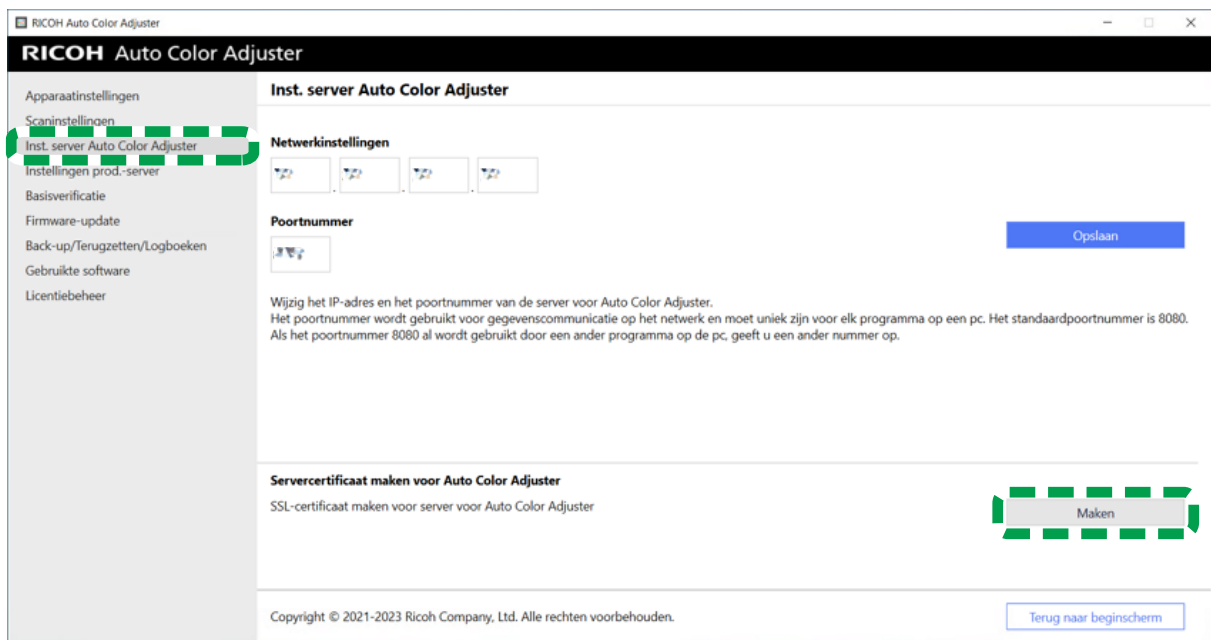 RICOH Auto Color Adjuster
RICOH Auto Color Adjuster
Apparaatinstellingen
Scaninstellingen
Inst. server Auto Color Adjuster
Instellingen prod.-server
Basisverificatie
Firmware-update
Back-up/Terugzetten/Logboeken
Gebruikte software
Licentiebeheer
Inst. server Auto Color Adjuster
Netwerkinstellingen
. . .
Poortnummer
Opslaan
Wijzig het IP-adres en het poortnummer van de server voor Auto Color Adjuster.
Het poortnummer wordt gebruikt voor gegevenscommunicatie op het netwerk en moet uniek zijn voor elk programma op een pc. Het standaardpoortnummer is 8080.
Als het poortnummer 8080 al wordt gebruikt door een ander programma op de pc, geeft u een ander nummer op.
Servercertificaat maken voor Auto Color Adjuster
SSL-certificaat maken voor server voor Auto Color Adjuster
Maken
Copyright © 2021-2023 Ricoh Company, Ltd. Alle rechten voorbehouden.
Terug naar beginscherm